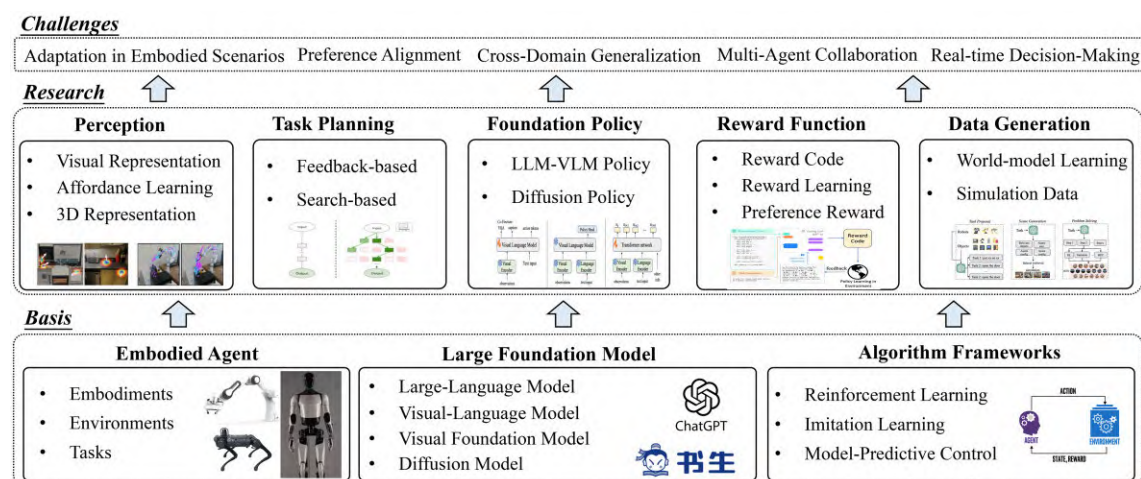 Challenges
Adaptation in Embodied Scenarios Preference Alignment Cross-Domain Generalization Multi-Agent Collaboration Real-time Decision-Making
Research
Perception
• Visual Representation
• Affordance Learning
• 3D Representation
Task Planning
• Feedback-based
• Search-based
Foundation Policy
• LLM-VLM Policy
• Diffusion Policy
Visual Language Model
Visual Language Model
Transformer network
Reward Function
• Reward Code
• Reward Learning
• Preference Reward
Reward Code
Feedback
Policy Learning in Environment
Data Generation
• World-model Learning
• Simulation Data
Basis
Embodied Agent
• Embodiments
• Environments
• Tasks
Large Foundation Model
• Large-Language Model
• Visual-Language Model
• Visual Foundation Model
• Diffusion Model
ChatGPT
书生
Algorithm Frameworks
• Reinforcement Learning
• Imitation Learning
• Model-Predictive Control
ACTION
AGENT
ENVIRONMENT
STATE, REWARD